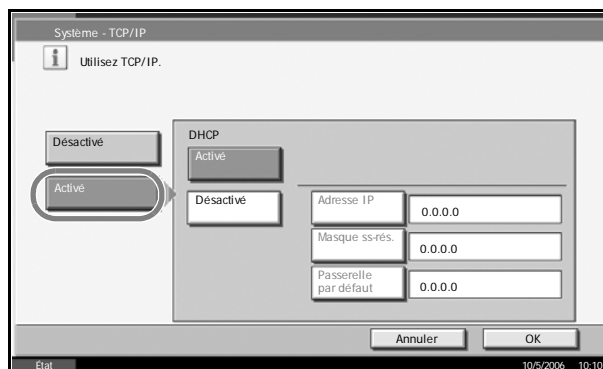 Système - TCP/IP
Utilisez TCP/IP.
Désactivé
Activé
DHCP
Activé
Désactivé
Adresse IP
0.0.0.0
Masque ss-rés.
0.0.0.0
Passerelle
par défaut
0.0.0.0
Annuler
OK
État
10/5/2006 10:10